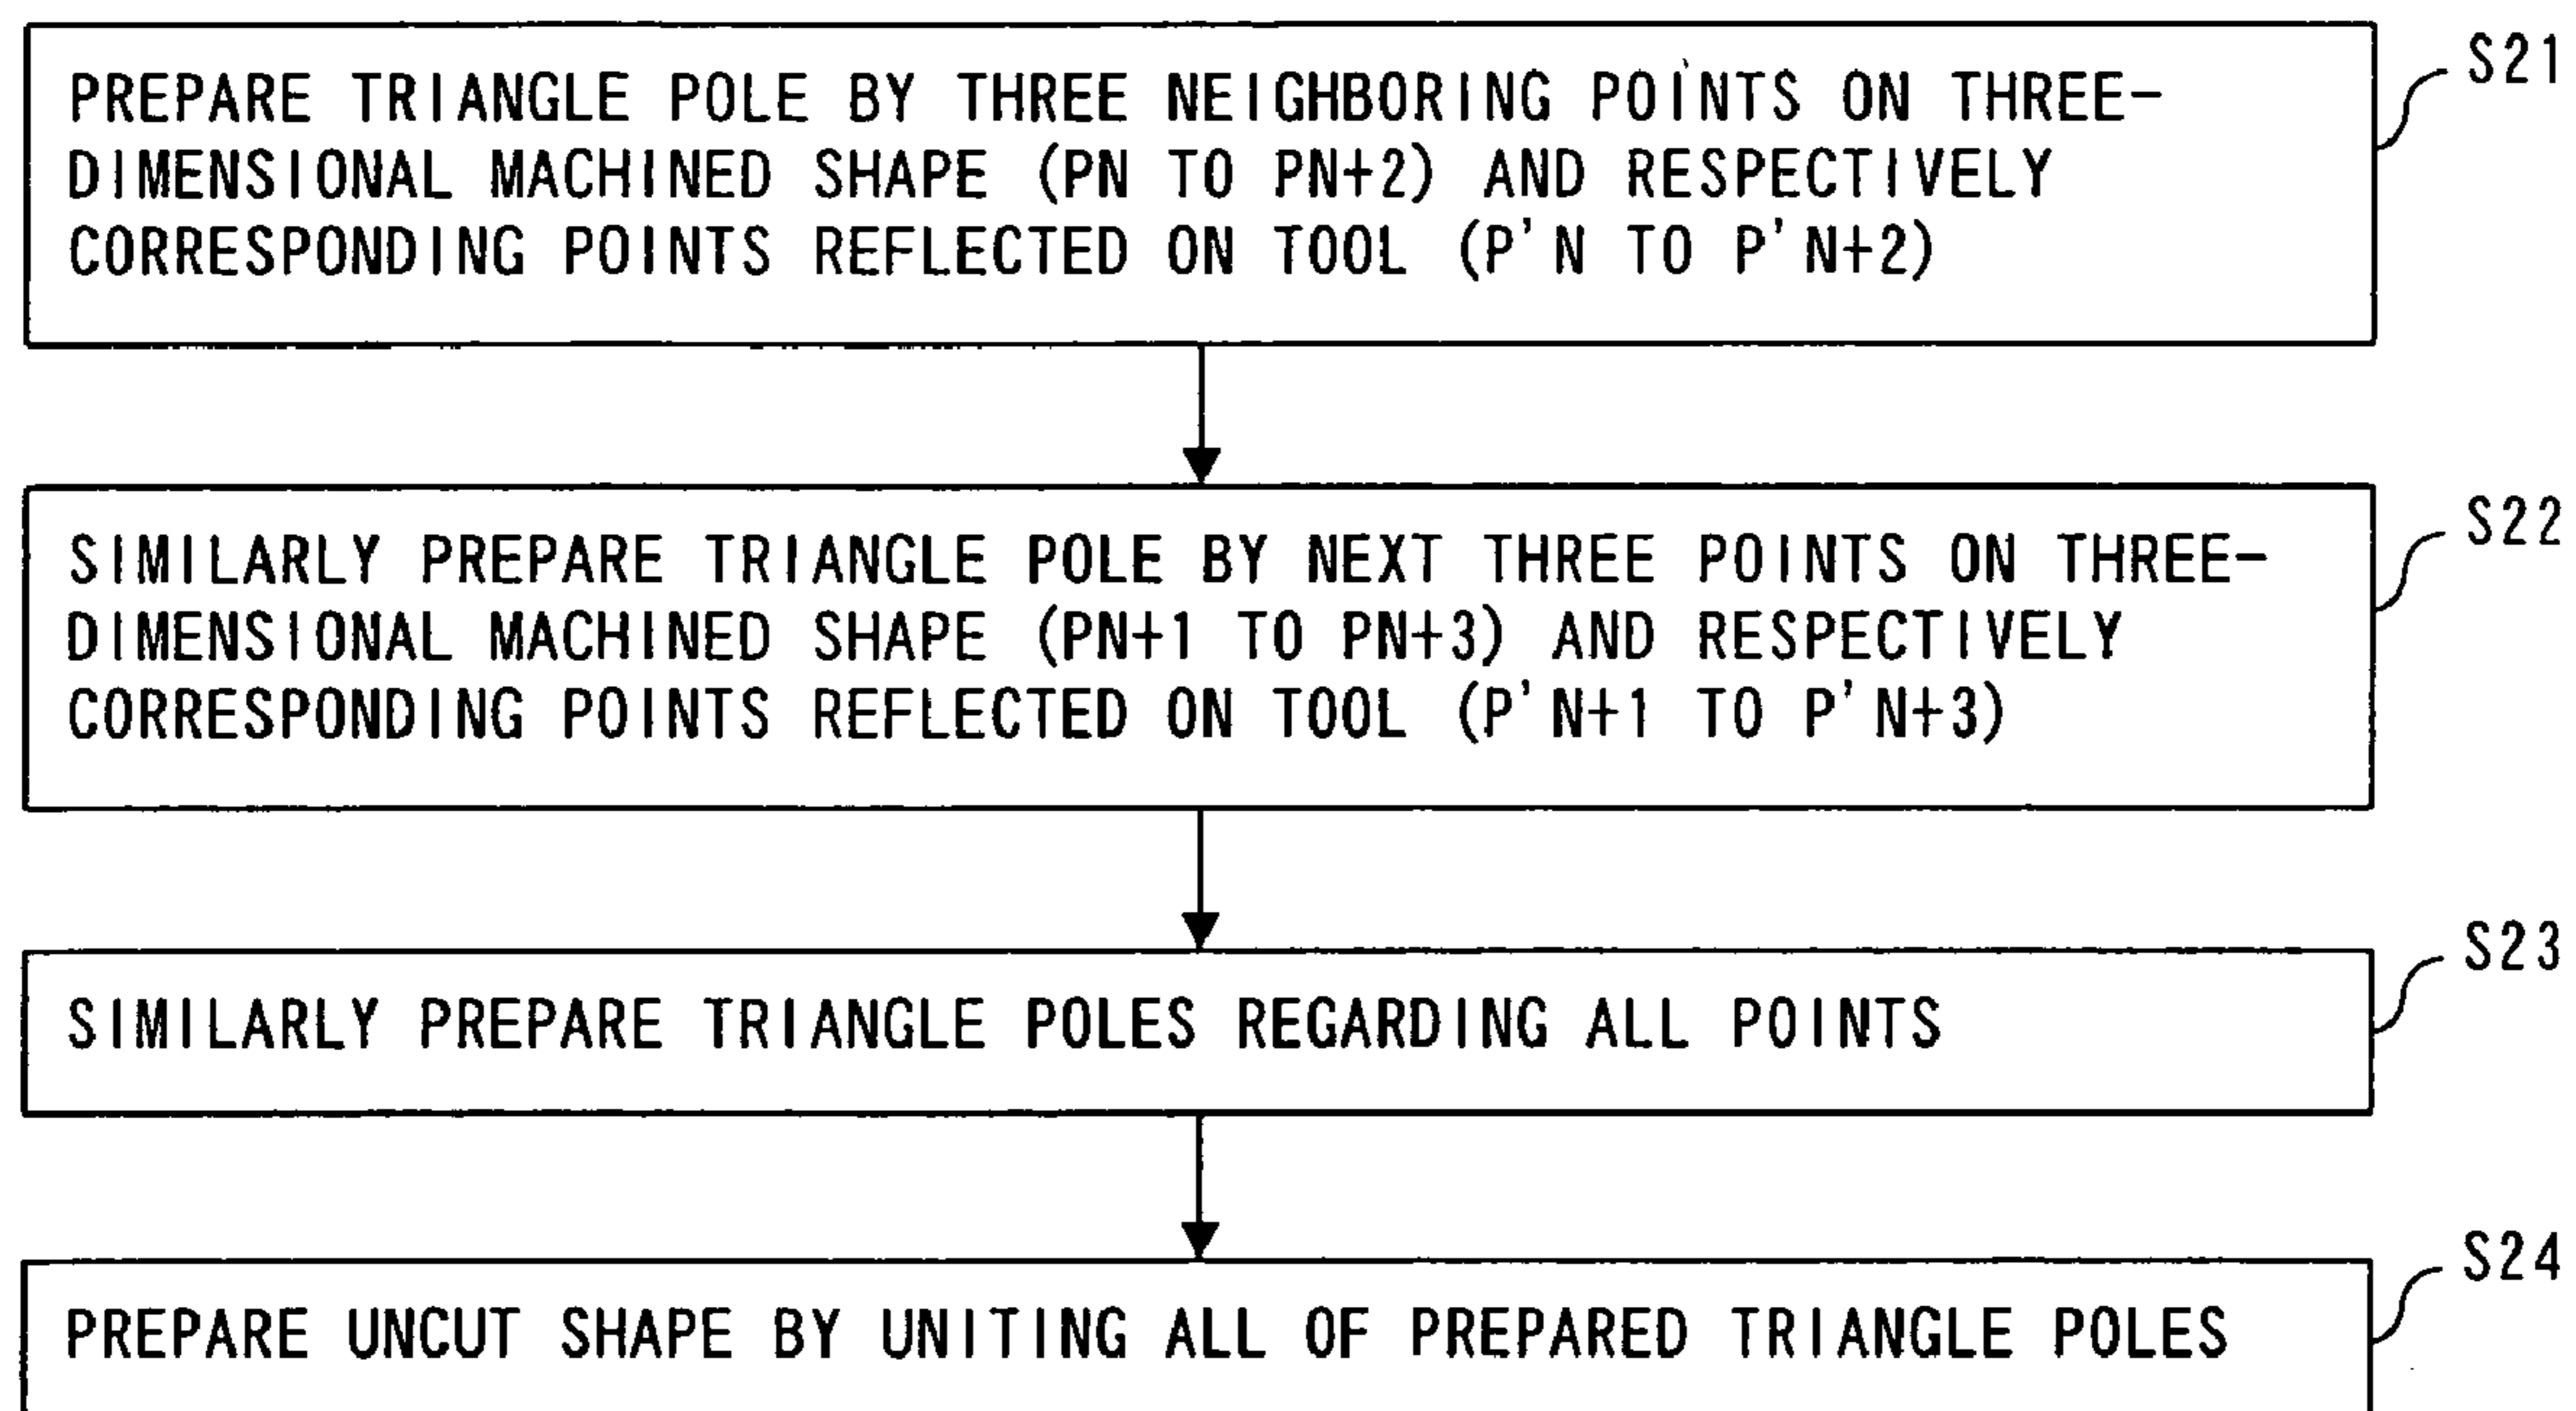 S21
PREPARE TRIANGLE POLE BY THREE NEIGHBORING POINTS ON THREE-
DIMENSIONAL MACHINED SHAPE (PN TO PN+2) AND RESPECTIVELY
CORRESPONDING POINTS REFLECTED ON TOOL (P'N TO P'N+2)
S22
SIMILARLY PREPARE TRIANGLE POLE BY NEXT THREE POINTS ON THREE-
DIMENSIONAL MACHINED SHAPE (PN+1 TO PN+3) AND RESPECTIVELY
CORRESPONDING POINTS REFLECTED ON TOOL (P'N+1 TO P'N+3)
S23
SIMILARLY PREPARE TRIANGLE POLES REGARDING ALL POINTS
S24
PREPARE UNCUT SHAPE BY UNITING ALL OF PREPARED TRIANGLE POLES